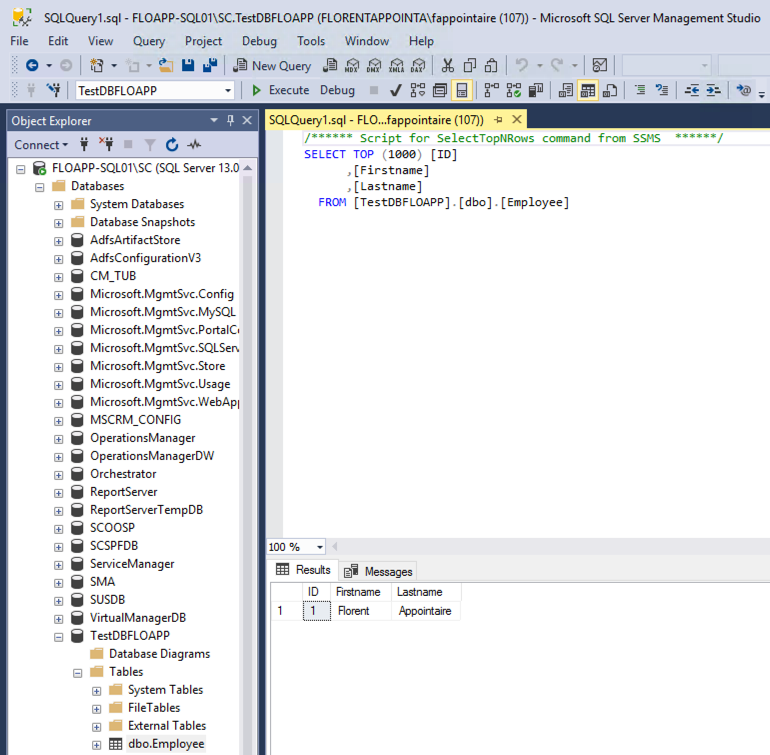 SQLQuery1.sql - FLOAPP-SQL01\SC.TestDBFLOAPP (FLORENTAPPOINTA\fappointaire (107)) - Microsoft SQL Server Management Studio
File Edit View Query Project Debug Tools Window Help
New Query MDX DMX XMLA DAX
TestDBFLOAPP Execute Debug
Object Explorer
SQLQuery1.sql - FLO...fappointaire (107))
Connect
/****** Script for SelectTopNRows command from SSMS ******/
SELECT TOP (1000) [ID]
,[Firstname]
,[Lastname]
FROM [TestDBFLOAPP].[dbo].[Employee]
FLOAPP-SQL01\SC (SQL Server 13.0
Databases
System Databases
Database Snapshots
AdfsArtifactStore
AdfsConfigurationV3
CM_TUB
Microsoft.MgmtSvc.Config
Microsoft.MgmtSvc.MySQL
Microsoft.MgmtSvc.PortalCo
Microsoft.MgmtSvc.SQLServ
Microsoft.MgmtSvc.Store
Microsoft.MgmtSvc.Usage
Microsoft.MgmtSvc.WebApp
MSCRM_CONFIG
OperationsManager
OperationsManagerDW
Orchestrator
ReportServer
ReportServerTempDB
SCOOSP
SCSPFDB
ServiceManager
SMA
SUSDB
VirtualManagerDB
TestDBFLOAPP
Database Diagrams
Tables
System Tables
FileTables
External Tables
dbo.Employee
100 %
Results Messages
ID Firstname Lastname
1 1 Florent Appointaire